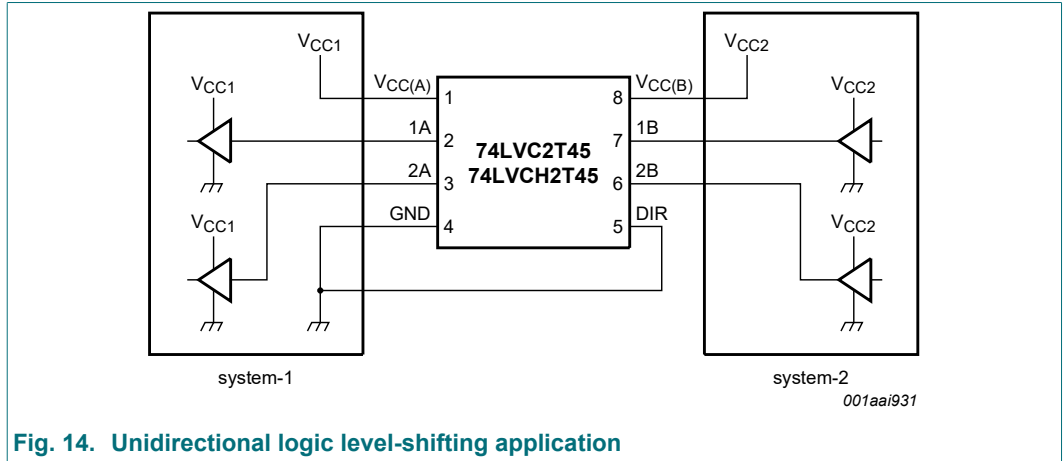 VCC1
VCC2
VCC1
VCC(A)
1
8
VCC(B)
VCC2
1A
2
74LVC2T45
7
1B
2A
3
74LVCH2T45
6
2B
VCC1
GND
4
5
DIR
VCC2
system-1
system-2
001aai931
Fig. 14. Unidirectional logic level-shifting application